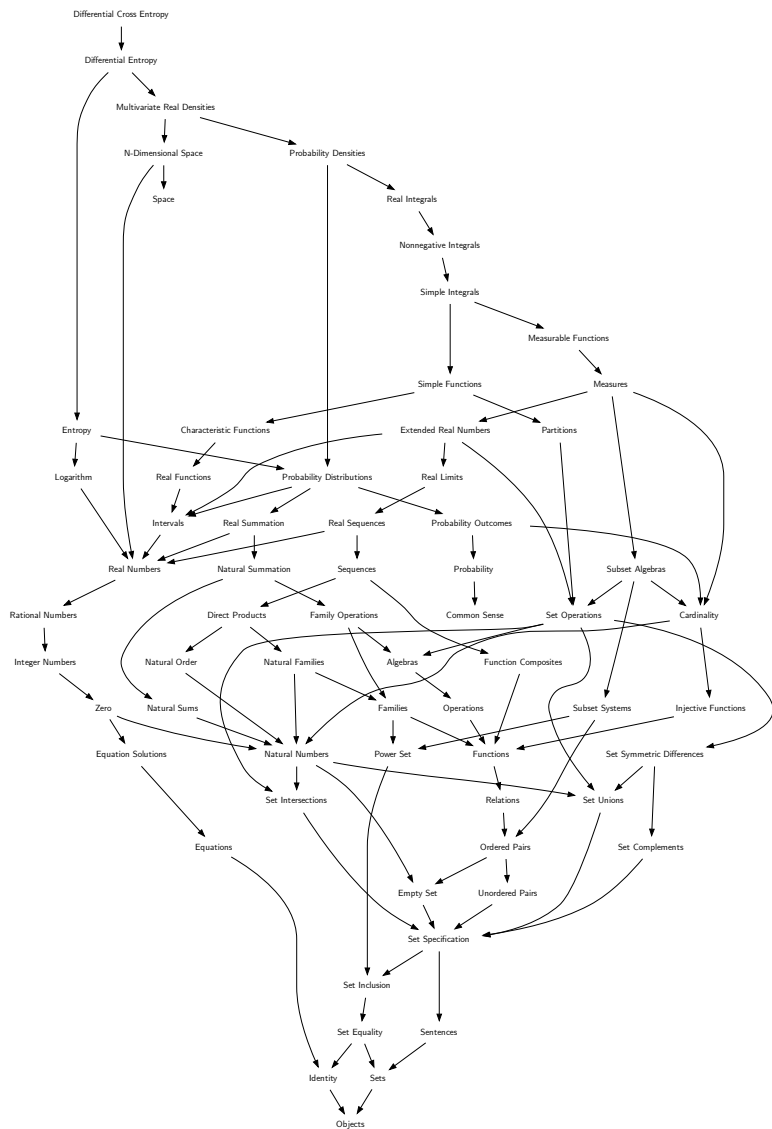 Differential Cross Entropy
Differential Entropy
Multivariate Real Densities
N-Dimensional Space
Probability Densities
Space
Real Integrals
Nonnegative Integrals
Simple Integrals
Measurable Functions
Simple Functions
Measures
Entropy
Characteristic Functions
Extended Real Numbers
Partitions
Logarithm
Real Functions
Probability Distributions
Real Limits
Intervals
Real Summation
Real Sequences
Probability Outcomes
Real Numbers
Natural Summation
Sequences
Probability
Subset Algebras
Rational Numbers
Direct Products
Family Operations
Common Sense
Set Operations
Cardinality
Integer Numbers
Natural Order
Natural Families
Algebras
Function Composites
Zero
Natural Sums
Families
Operations
Subset Systems
Injective Functions
Equation Solutions
Natural Numbers
Power Set
Functions
Set Symmetric Differences
Set Intersections
Relations
Set Unions
Equations
Ordered Pairs
Set Complements
Empty Set
Unordered Pairs
Set Specification
Set Inclusion
Set Equality
Sentences
Identity
Sets
Objects